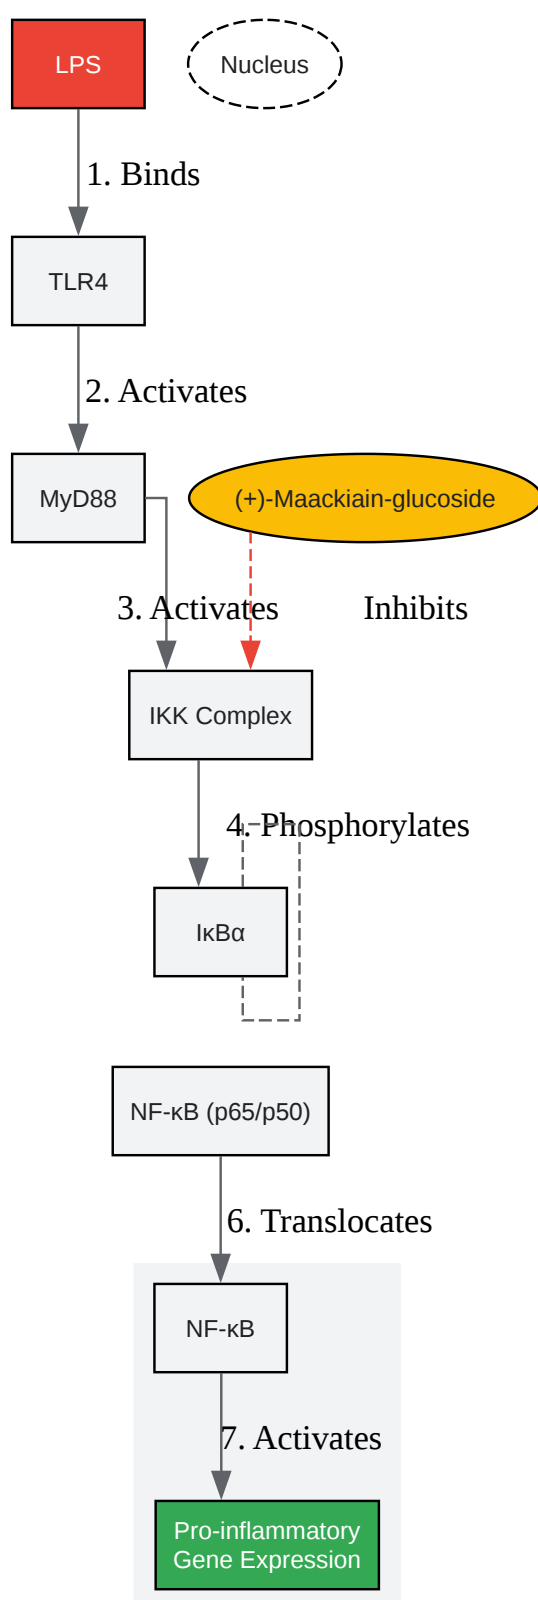 LPS
Nucleus
1. Binds
TLR4
2. Activates
MyD88
(+)-Maackiain-glucoside
3. Activates
Inhibits
IKK Complex
4. Phosphorylates
IκBα
NF-κB (p65/p50)
6. Translocates
NF-κB
7. Activates
Pro-inflammatory
Gene Expression